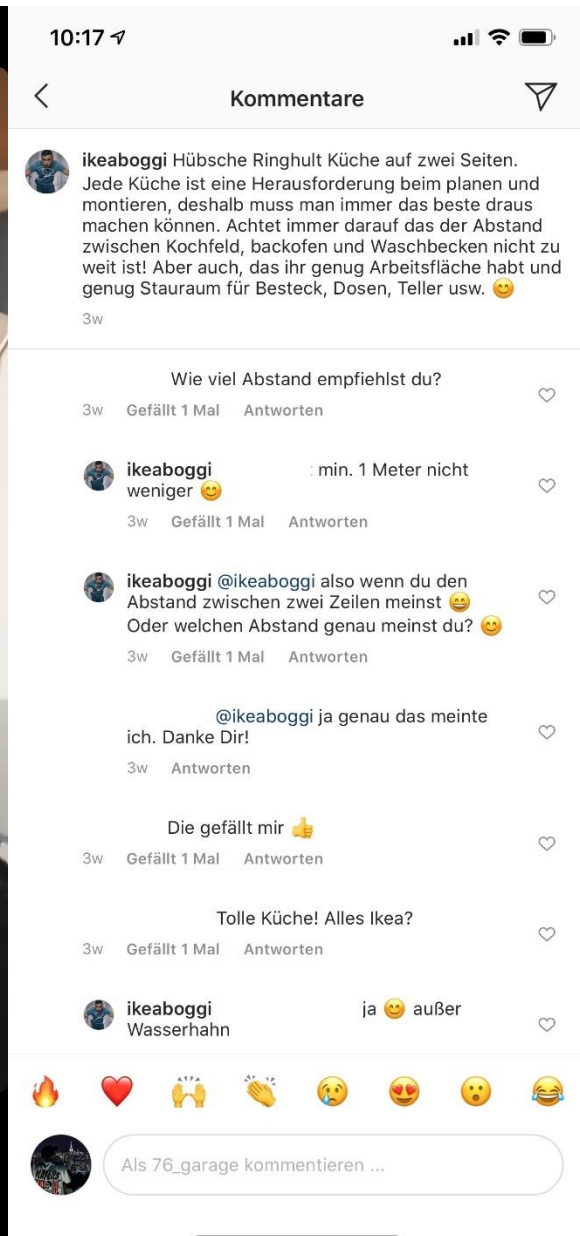 10:17
Kommentare
ikeaboggi Hübsche Ringhult Küche auf zwei Seiten.
Jede Küche ist eine Herausforderung beim planen und
montieren, deshalb muss man immer das beste draus
machen können. Achtet immer darauf das der Abstand
zwischen Kochfeld, backofen und Waschbecken nicht zu
weit ist! Aber auch, das ihr genug Arbeitsfläche habt und
genug Stauraum für Besteck, Dosen, Teller usw. 😊
3w
Wie viel Abstand empfiehlst du?
3w Gefällt 1 Mal Antworten
ikeaboggi : min. 1 Meter nicht
weniger 😊
3w Gefällt 1 Mal Antworten
ikeaboggi @ikeaboggi also wenn du den
Abstand zwischen zwei Zeilen meinst 😄
Oder welchen Abstand genau meinst du? 😊
3w Gefällt 1 Mal Antworten
@ikeaboggi ja genau das meinte
ich. Danke Dir!
3w Antworten
Die gefällt mir 👍
3w Gefällt 1 Mal Antworten
Tolle Küche! Alles Ikea?
3w Gefällt 1 Mal Antworten
ikeaboggi ja 😊 außer
Wasserhahn
🔥 ❤️ 🙌 👏 😢 😍 😮 😂
Als 76_garage kommentieren ...